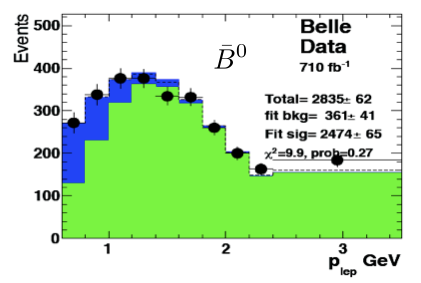 500
400
300
200
100
0
Events
B̄⁰
Belle
Data
710 fb⁻¹
Total= 2835± 62
fit bkg= 361± 41
Fit sig= 2474± 65
χ²=9.9, prob=0.27
1
2
3
p_lep GeV